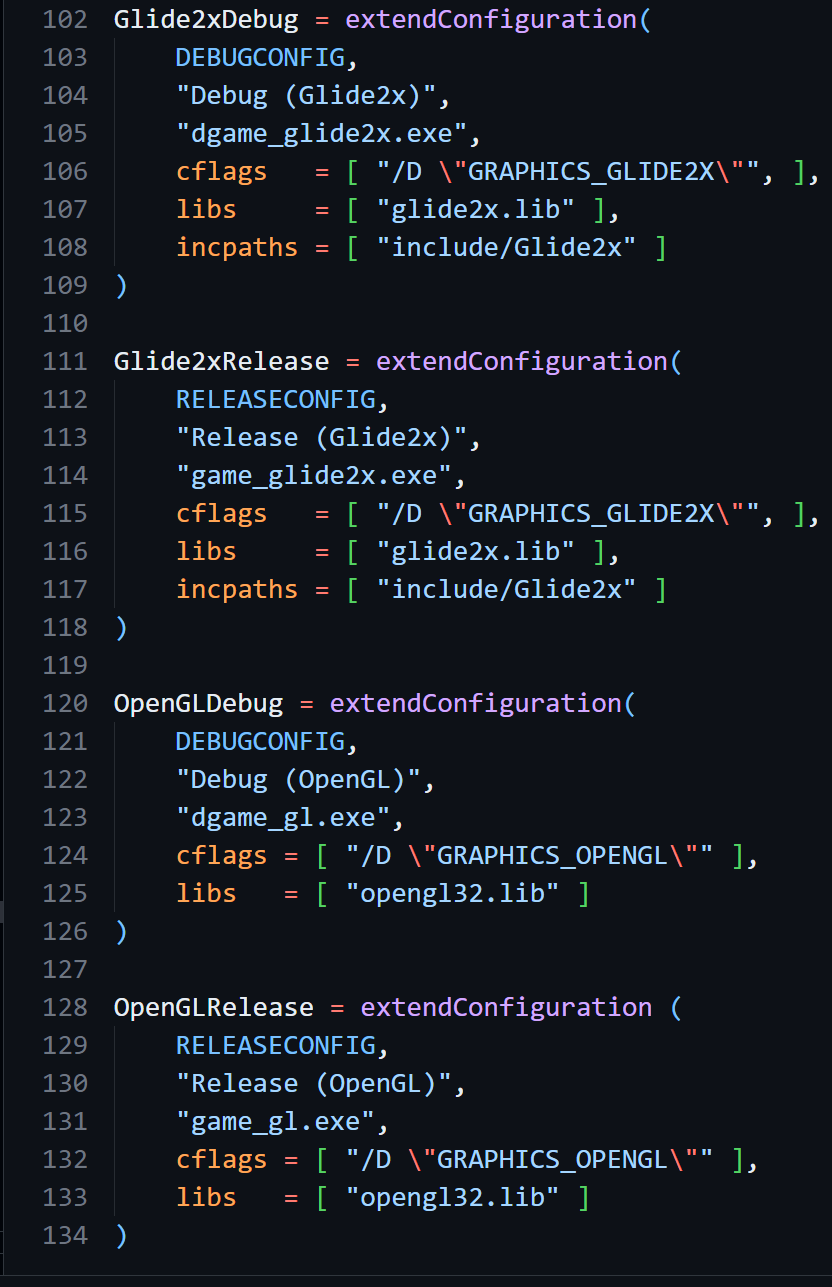 102 Glide2xDebug = extendConfiguration(
103     DEBUGCONFIG,
104     "Debug (Glide2x)",
105     "dgame_glide2x.exe",
106     cflags   = [ "/D \"GRAPHICS_GLIDE2X\"", ],
107     libs     = [ "glide2x.lib" ],
108     incpaths = [ "include/Glide2x" ]
109 )
110
111 Glide2xRelease = extendConfiguration(
112     RELEASECONFIG,
113     "Release (Glide2x)",
114     "game_glide2x.exe",
115     cflags   = [ "/D \"GRAPHICS_GLIDE2X\"", ],
116     libs     = [ "glide2x.lib" ],
117     incpaths = [ "include/Glide2x" ]
118 )
119
120 OpenGLDebug = extendConfiguration(
121     DEBUGCONFIG,
122     "Debug (OpenGL)",
123     "dgame_gl.exe",
124     cflags = [ "/D \"GRAPHICS_OPENGL\"" ],
125     libs   = [ "opengl32.lib" ]
126 )
127
128 OpenGLRelease = extendConfiguration (
129     RELEASECONFIG,
130     "Release (OpenGL)",
131     "game_gl.exe",
132     cflags = [ "/D \"GRAPHICS_OPENGL\"" ],
133     libs   = [ "opengl32.lib" ]
134 )